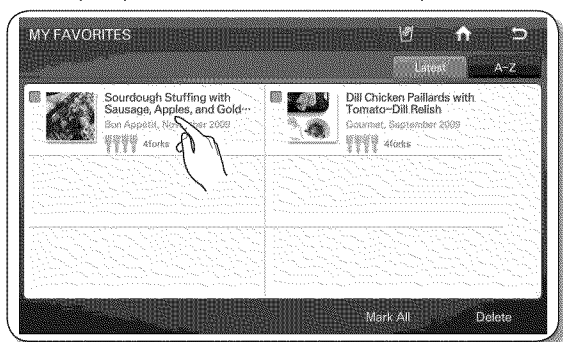 MY FAVORITES
Latest
A-Z
Sourdough Stuffing with
Sausage, Apples, and Gold···
Bon Appetit, November 2009
4forks
Dill Chicken Paillards with
Tomato-Dill Relish
Gourmet, September 2009
4forks
Mark All
Delete